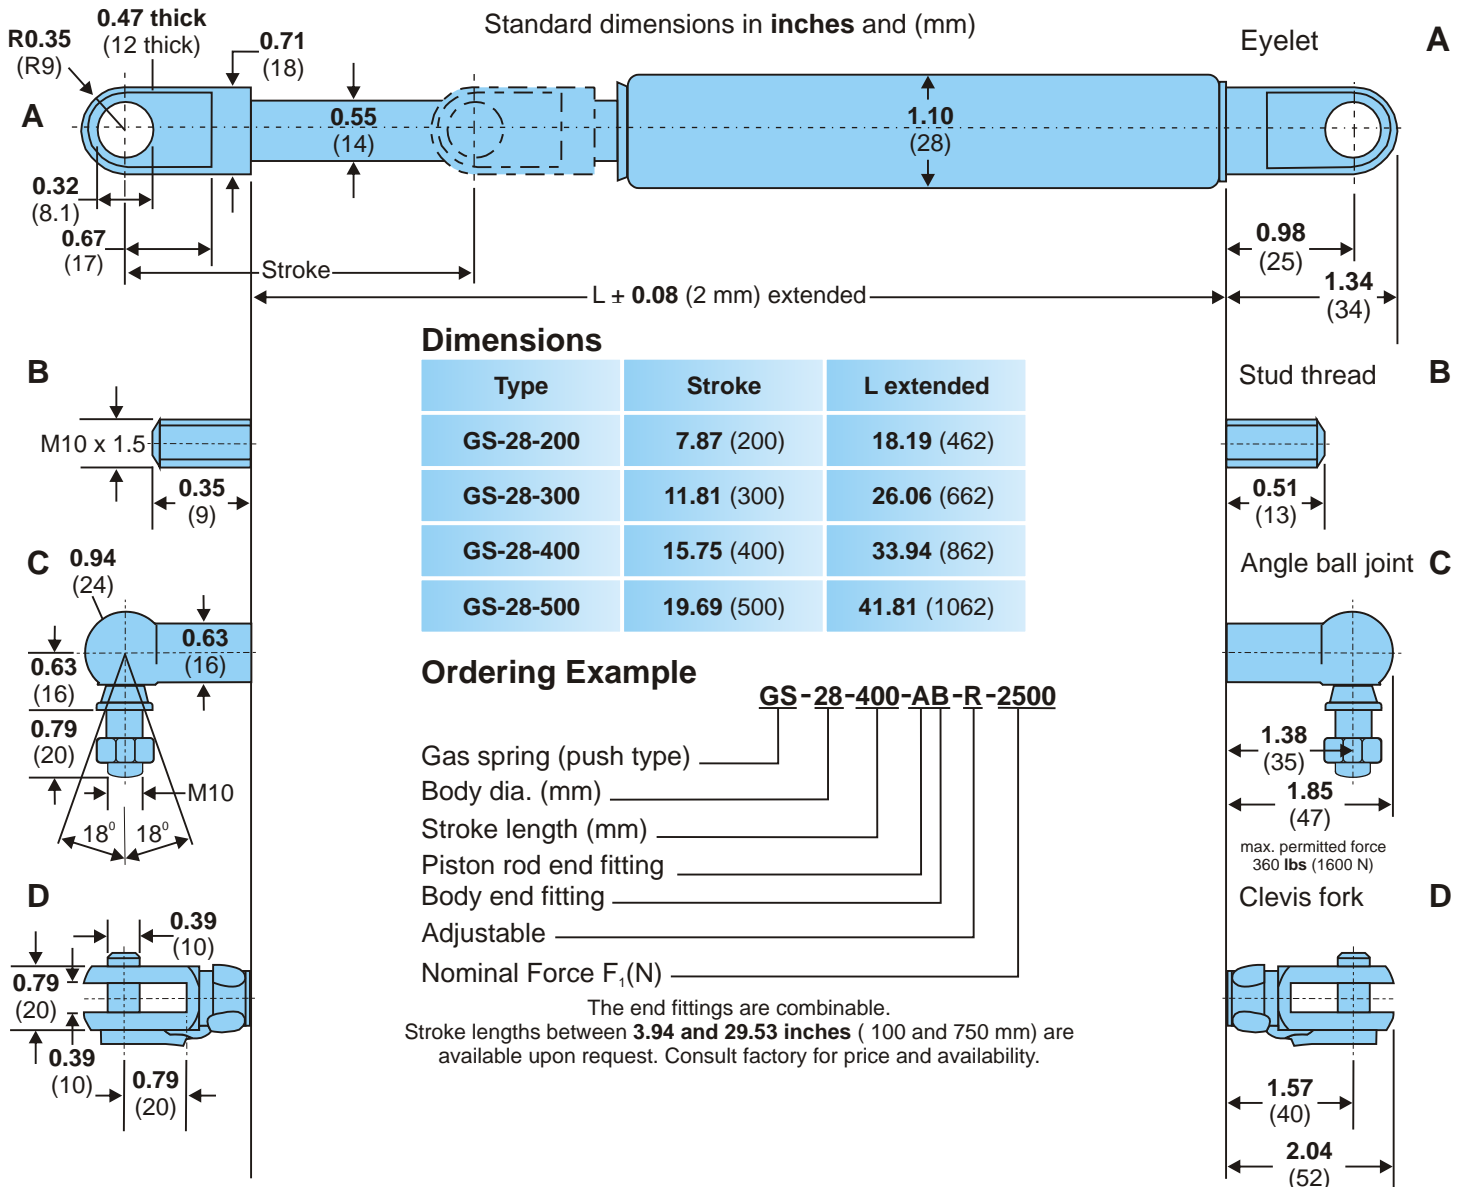 Standard dimensions in inches and (mm)
0.47 thick
(12 thick)
R0.35
(R9)
0.71
(18)
Eyelet
A
A
0.55
(14)
1.10
(28)
0.32
(8.1)
0.67
(17)
Stroke
0.98
(25)
L ± 0.08 (2 mm) extended
1.34
(34)
B
M10 x 1.5
0.35
(9)
Dimensions
Type Stroke L extended
GS-28-200 7.87 (200) 18.19 (462)
GS-28-300 11.81 (300) 26.06 (662)
GS-28-400 15.75 (400) 33.94 (862)
GS-28-500 19.69 (500) 41.81 (1062)
Stud thread B
0.51
(13)
C
0.94
(24)
0.63
(16)
0.63
(16)
0.79
(20)
M10
18⁰ 18⁰
Angle ball joint C
1.38
(35)
1.85
(47)
max. permitted force
360 lbs (1600 N)
Ordering Example
GS-28-400-AB-R-2500
Gas spring (push type)
Body dia. (mm)
Stroke length (mm)
Piston rod end fitting
Body end fitting
Adjustable
Nominal Force F₁(N)
The end fittings are combinable.
Stroke lengths between 3.94 and 29.53 inches ( 100 and 750 mm) are
available upon request. Consult factory for price and availability.
D
0.39
(10)
0.79
(20)
0.39
(10)
0.79
(20)
Clevis fork D
1.57
(40)
2.04
(52)